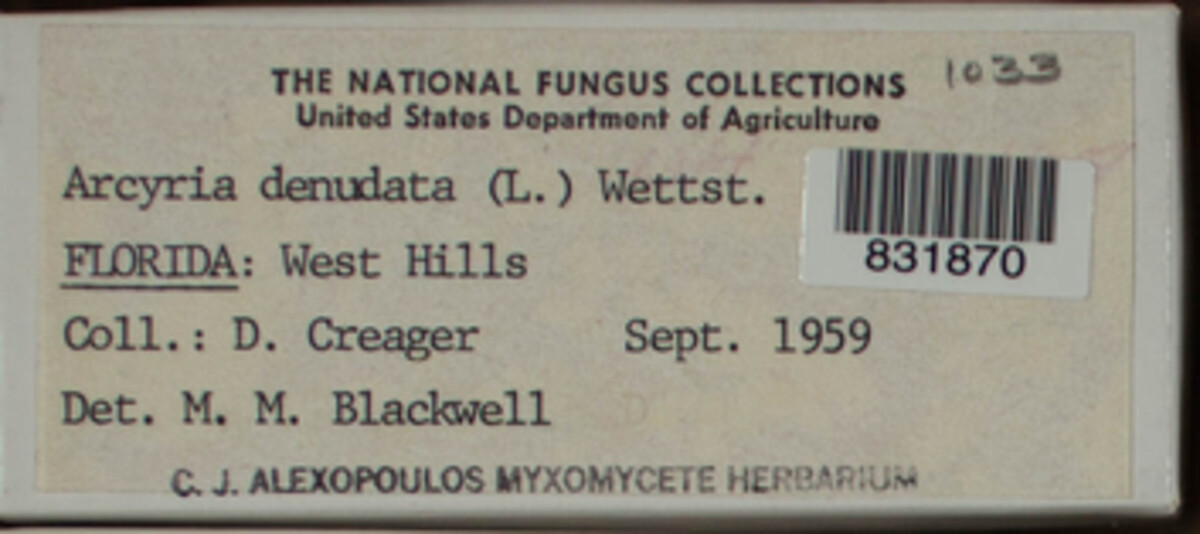 THE NATIONAL FUNGUS COLLECTIONS 1033
United States Department of Agriculture
Arcyria denudata (L.) Wettst.
831870
FLORIDA: West Hills
Coll.: D. Creager Sept. 1959
Det. M. M. Blackwell
C. J. ALEXOPOULOS MYXOMYCETE HERBARIUM